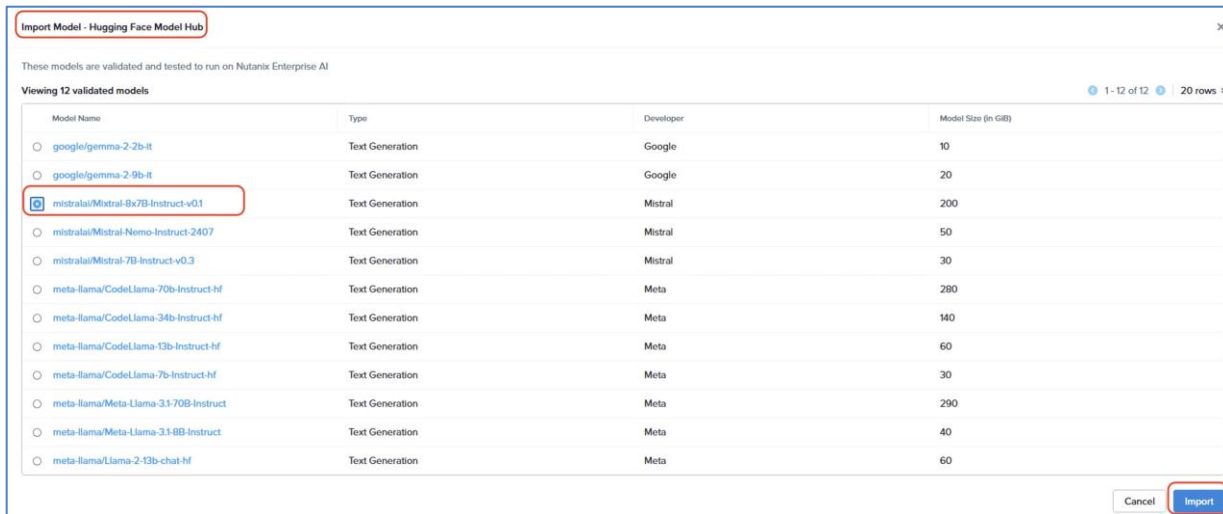 Import Model - Hugging Face Model Hub
These models are validated and tested to run on Nutanix Enterprise AI
Viewing 12 validated models 1 - 12 of 12 20 rows
Model Name Type Developer Model Size (in GiB)
google/gemma-2-2b-it Text Generation Google 10
google/gemma-2-9b-it Text Generation Google 20
mistralai/Mixtral-8x7B-Instruct-v0.1 Text Generation Mistral 200
mistralai/Mistral-Nemo-Instruct-2407 Text Generation Mistral 50
mistralai/Mistral-7B-Instruct-v0.3 Text Generation Mistral 30
meta-llama/CodeLlama-70b-Instruct-hf Text Generation Meta 280
meta-llama/CodeLlama-34b-Instruct-hf Text Generation Meta 140
meta-llama/CodeLlama-13b-Instruct-hf Text Generation Meta 60
meta-llama/CodeLlama-7b-Instruct-hf Text Generation Meta 30
meta-llama/Meta-Llama-3.1-70B-Instruct Text Generation Meta 290
meta-llama/Meta-Llama-3.1-8B-Instruct Text Generation Meta 40
meta-llama/Llama-2-13b-chat-hf Text Generation Meta 60
Cancel Import